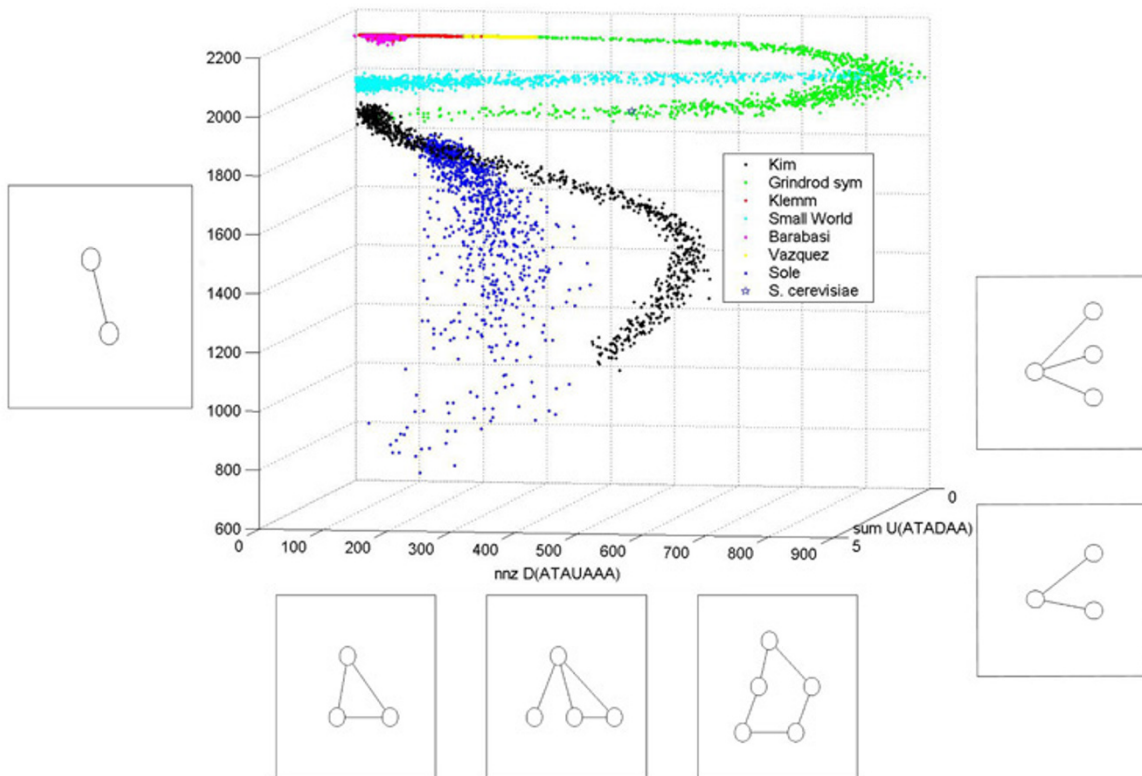 2200
2000
1800
1600
1400
1200
1000
800
600
Kim
Grindrod sym
Klemm
Small World
Barabasi
Vazquez
Sole
S. cerevisiae
0
100
200
300
400
500
600
700
800
900
0
5
sum U(ATADAA)
nnz D(ATAUAAA)